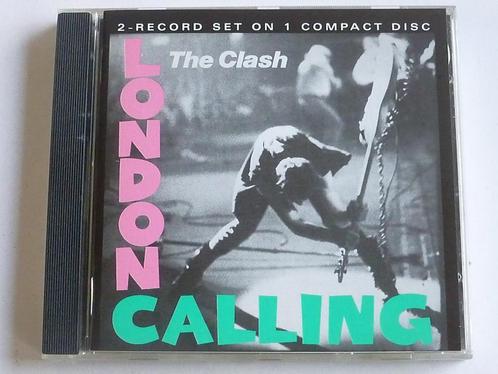 2-RECORD SET ON 1 COMPACT DISC
The Clash
LONDON
CALLING